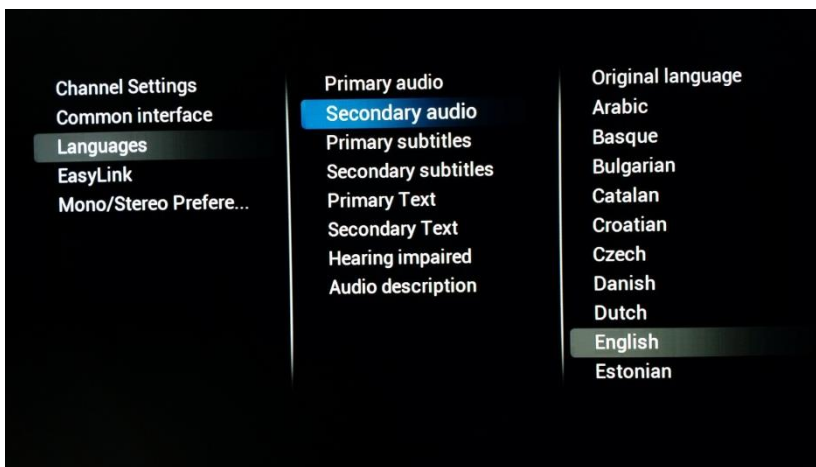 Channel Settings
Common interface
Languages
EasyLink
Mono/Stereo Prefere...
Primary audio
Secondary audio
Primary subtitles
Secondary subtitles
Primary Text
Secondary Text
Hearing impaired
Audio description
Original language
Arabic
Basque
Bulgarian
Catalan
Croatian
Czech
Danish
Dutch
English
Estonian